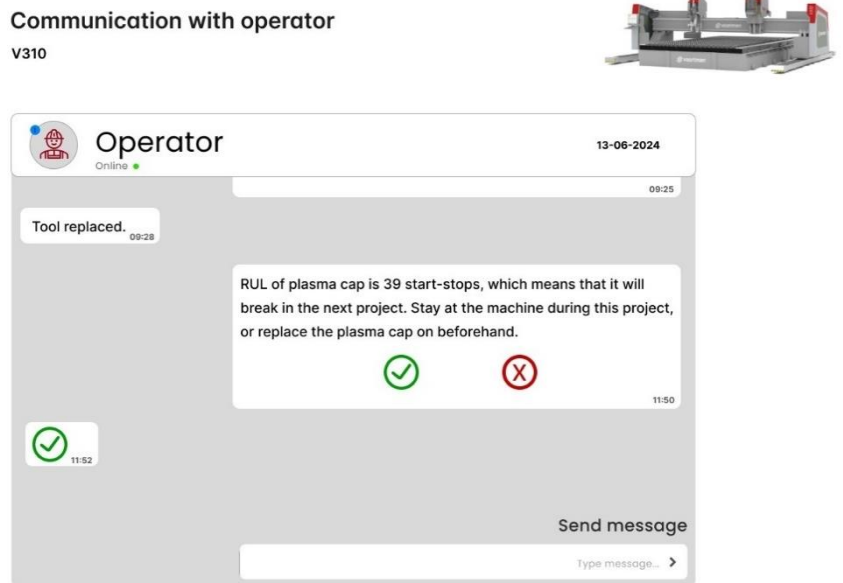 Communication with operator
V310
Operator
Online
13-06-2024
09:25
Tool replaced.
09:28
RUL of plasma cap is 39 start-stops, which means that it will
break in the next project. Stay at the machine during this project,
or replace the plasma cap on beforehand.
X
11:50
11:52
Send message
Type message...